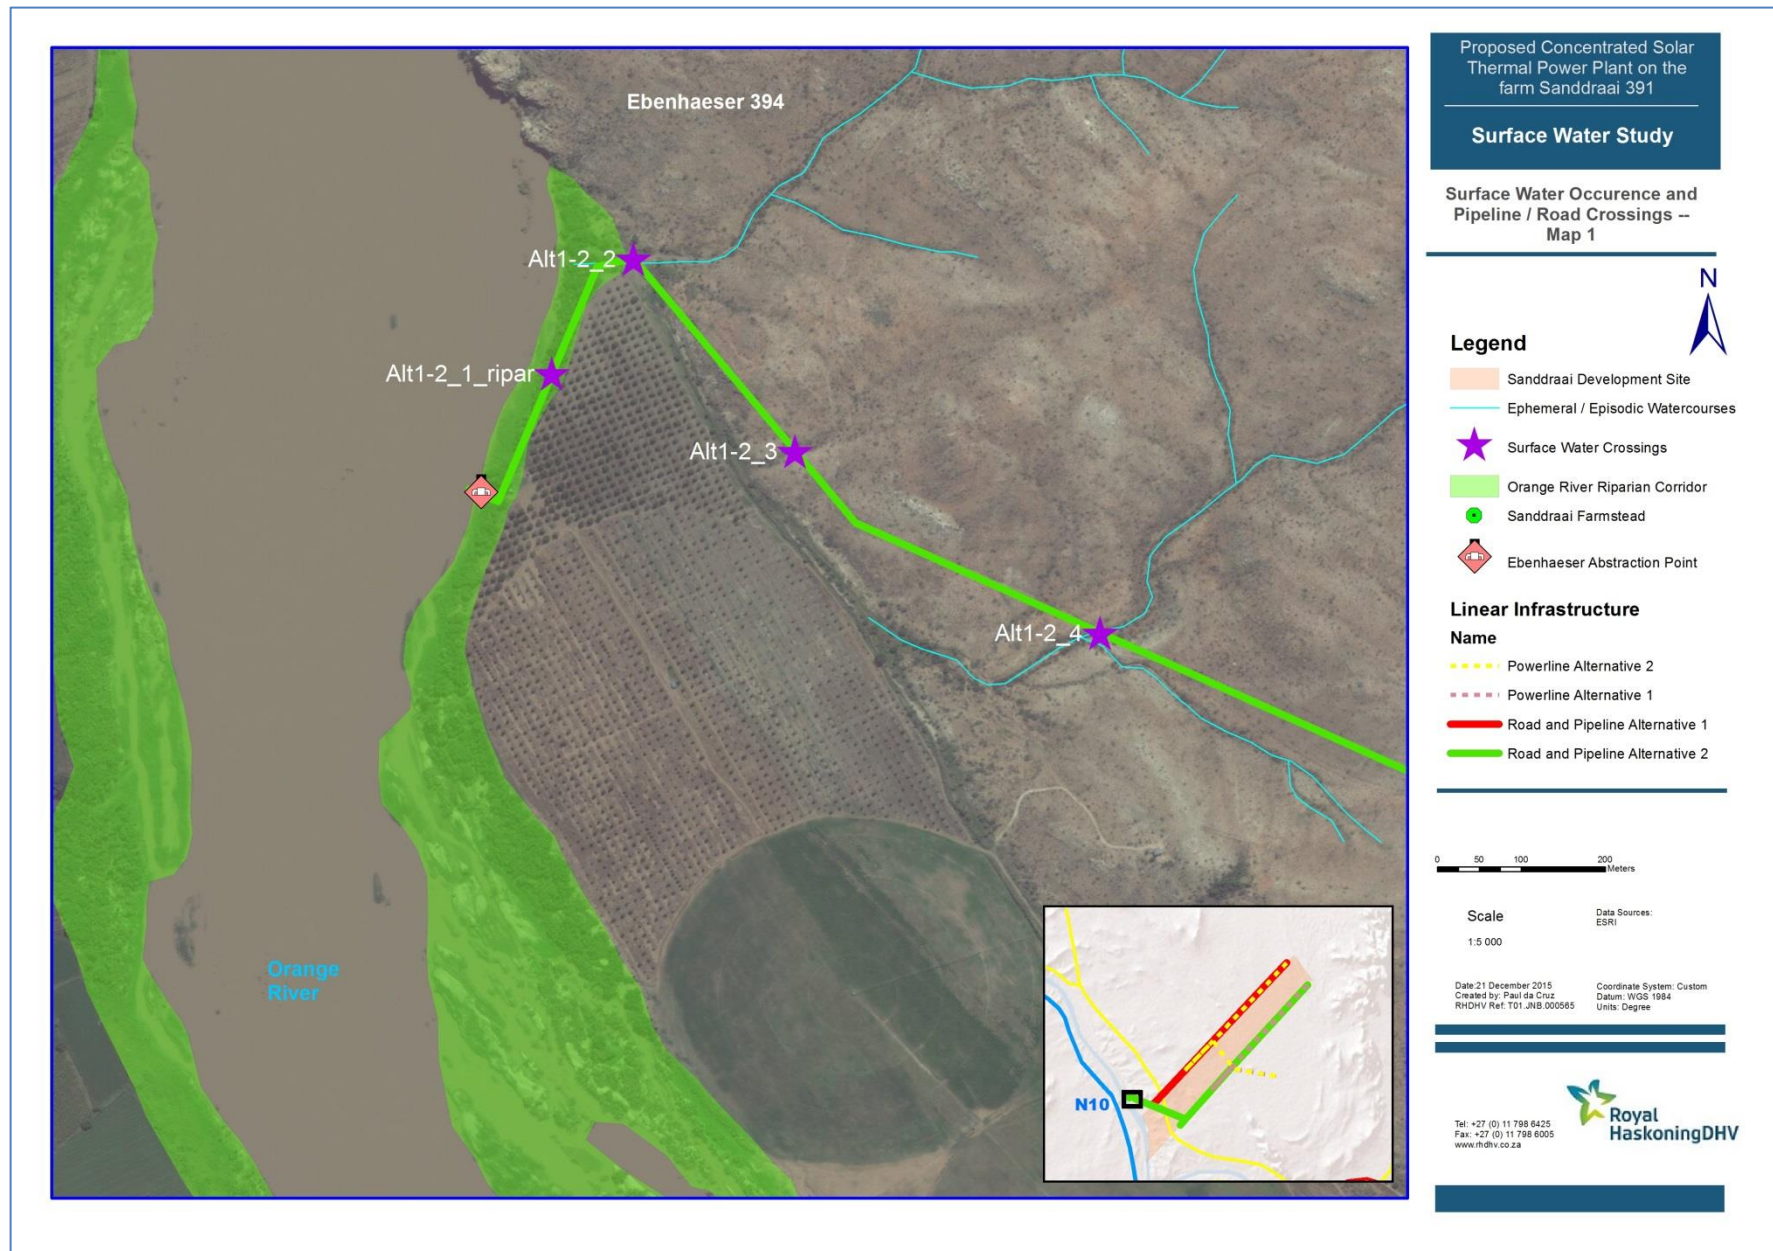 Proposed Concentrated Solar
Thermal Power Plant on the
farm Sanddraai 391
Surface Water Study
Surface Water Occurence and
Pipeline / Road Crossings --
Map 1
N
Legend
Sanddraai Development Site
Ephemeral / Episodic Watercourses
Surface Water Crossings
Orange River Riparian Corridor
Sanddraai Farmstead
Ebenhaeser Abstraction Point
Linear Infrastructure
Name
Powerline Alternative 2
Powerline Alternative 1
Road and Pipeline Alternative 1
Road and Pipeline Alternative 2
0 50 100 200
Meters
Scale
1:5 000
Data Sources:
ESRI
Date:21 December 2015
Created by: Paul da Cruz
RHDHV Ref: T01.JNB.000565
Coordinate System: Custom
Datum: WGS 1984
Units: Degree
Tel: +27 (0) 11 798 6425
Fax: +27 (0) 11 798 6005
www.rhdhv.co.za
Royal
HaskoningDHV
Ebenhaeser 394
Alt1-2_2
Alt1-2_1_ripar
Alt1-2_3
Alt1-2_4
Orange
River
N10